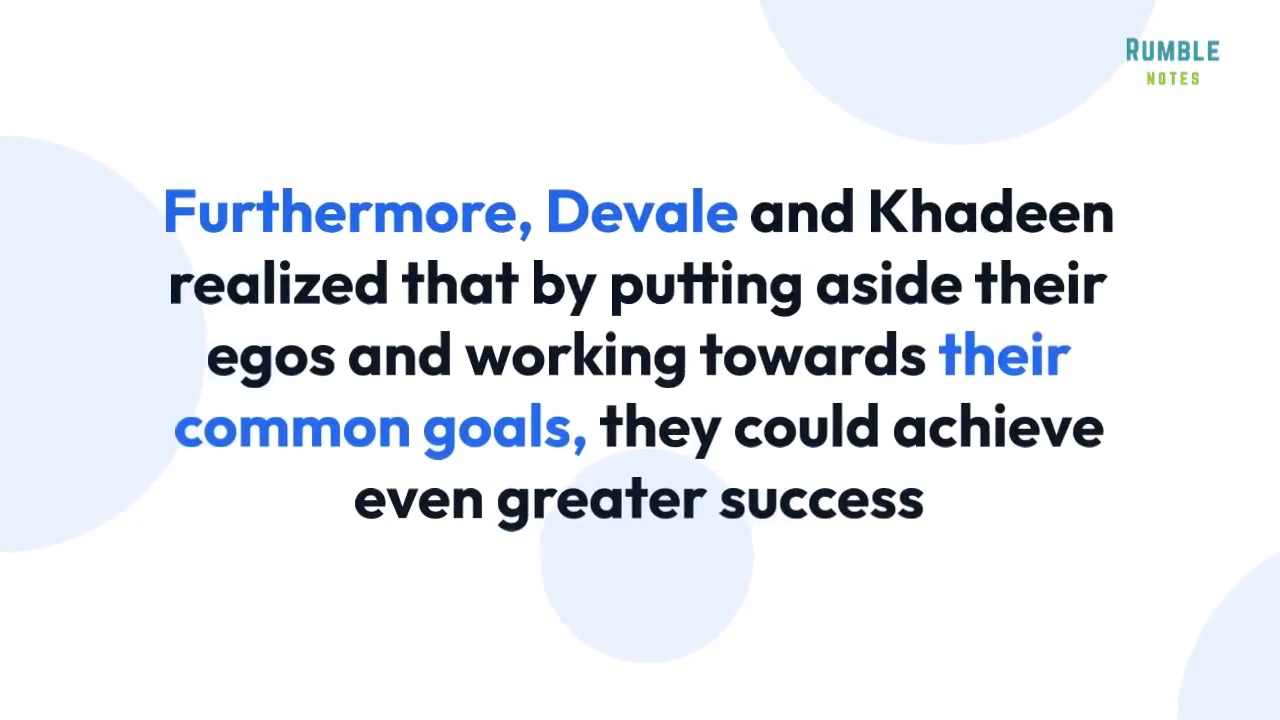 RUMBLE
NOTES
Furthermore, Devale and Khadeen
realized that by putting aside their
egos and working towards their
common goals, they could achieve
even greater success